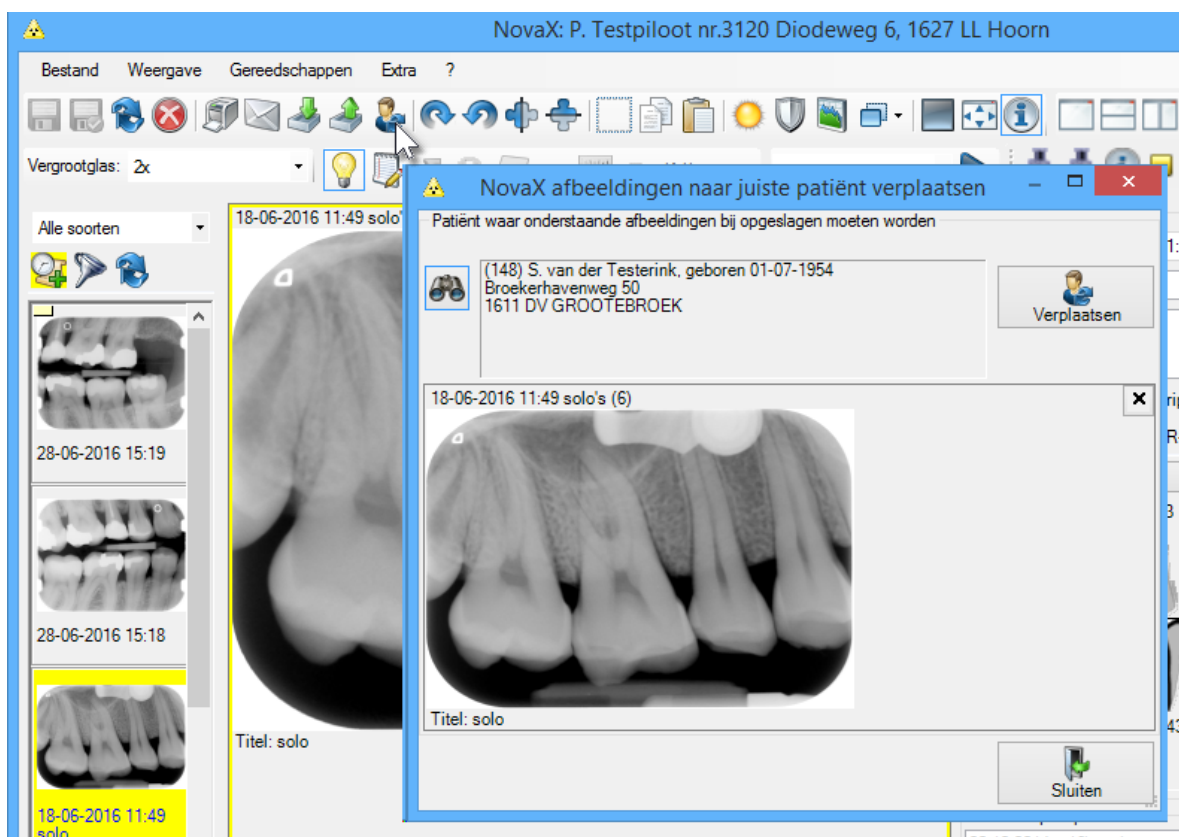 NovaX: P. Testpiloot nr.3120 Diodeweg 6, 1627 LL Hoorn
Bestand Weergave Gereedschappen Extra ?
Vergrootglas: 2x
NovaX afbeeldingen naar juiste patiënt verplaatsen
Alle soorten
28-06-2016 15:19
28-06-2016 15:18
18-06-2016 11:49
solo
18-06-2016 11:49 solo'
Titel: solo
Patiënt waar onderstaande afbeeldingen bij opgeslagen moeten worden
(148) S. van der Testerink, geboren 01-07-1954
Broekerhavenweg 50
1611 DV GROOTEBROEK
Verplaatsen
18-06-2016 11:49 solo's (6)
Titel: solo
Sluiten